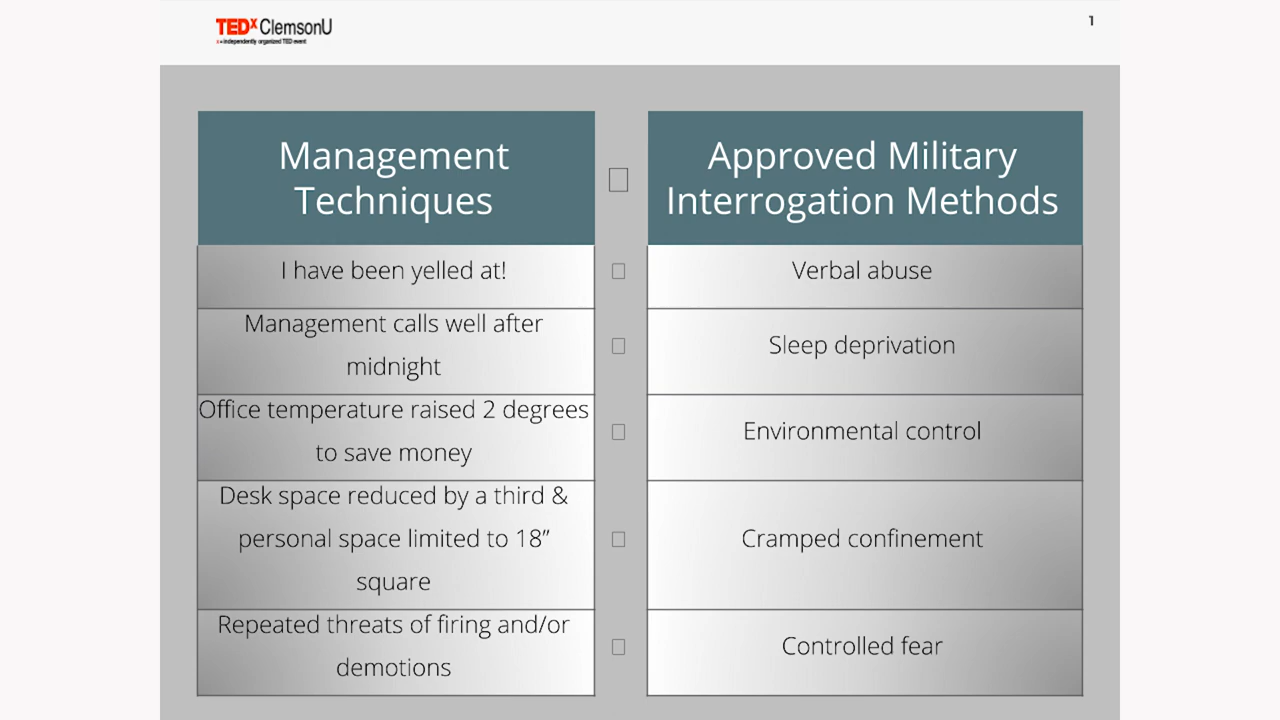 TEDx ClemsonU
x = independently organized TED event
1
Management
Techniques
Approved Military
Interrogation Methods
I have been yelled at!
Verbal abuse
Management calls well after
midnight
Sleep deprivation
Office temperature raised 2 degrees
to save money
Environmental control
Desk space reduced by a third &
personal space limited to 18”
square
Cramped confinement
Repeated threats of firing and/or
demotions
Controlled fear